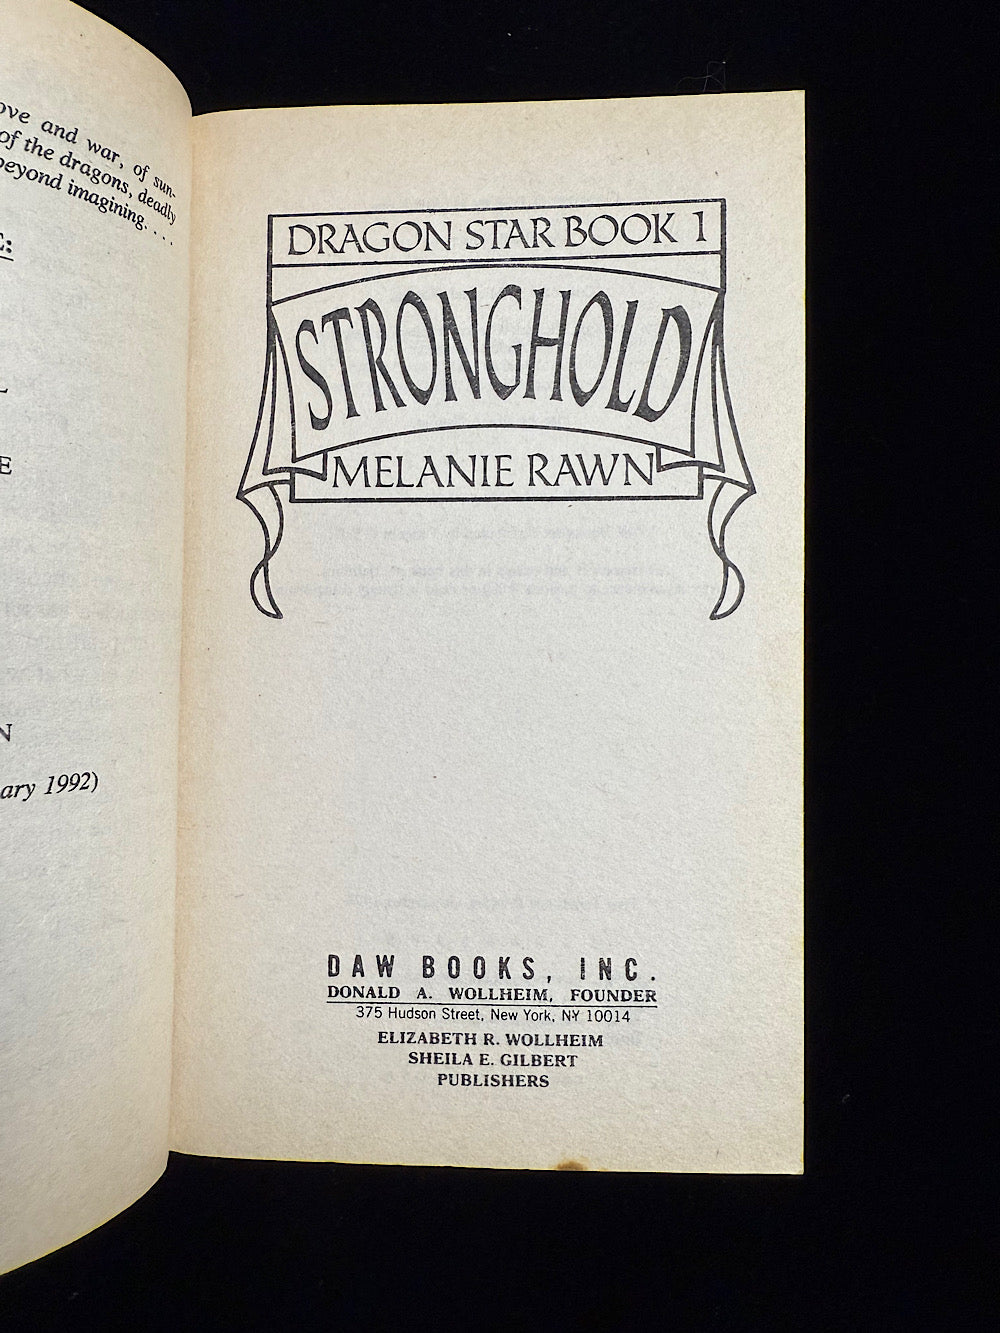 ove and war, of sun-
of the dragons, deadly
beyond imagining. . . .
E:
L
E
N
ary 1992)
DRAGON STAR BOOK 1
STRONGHOLD
MELANIE RAWN
DAW BOOKS, INC.
DONALD A. WOLLHEIM, FOUNDER
375 Hudson Street, New York, NY 10014
ELIZABETH R. WOLLHEIM
SHEILA E. GILBERT
PUBLISHERS